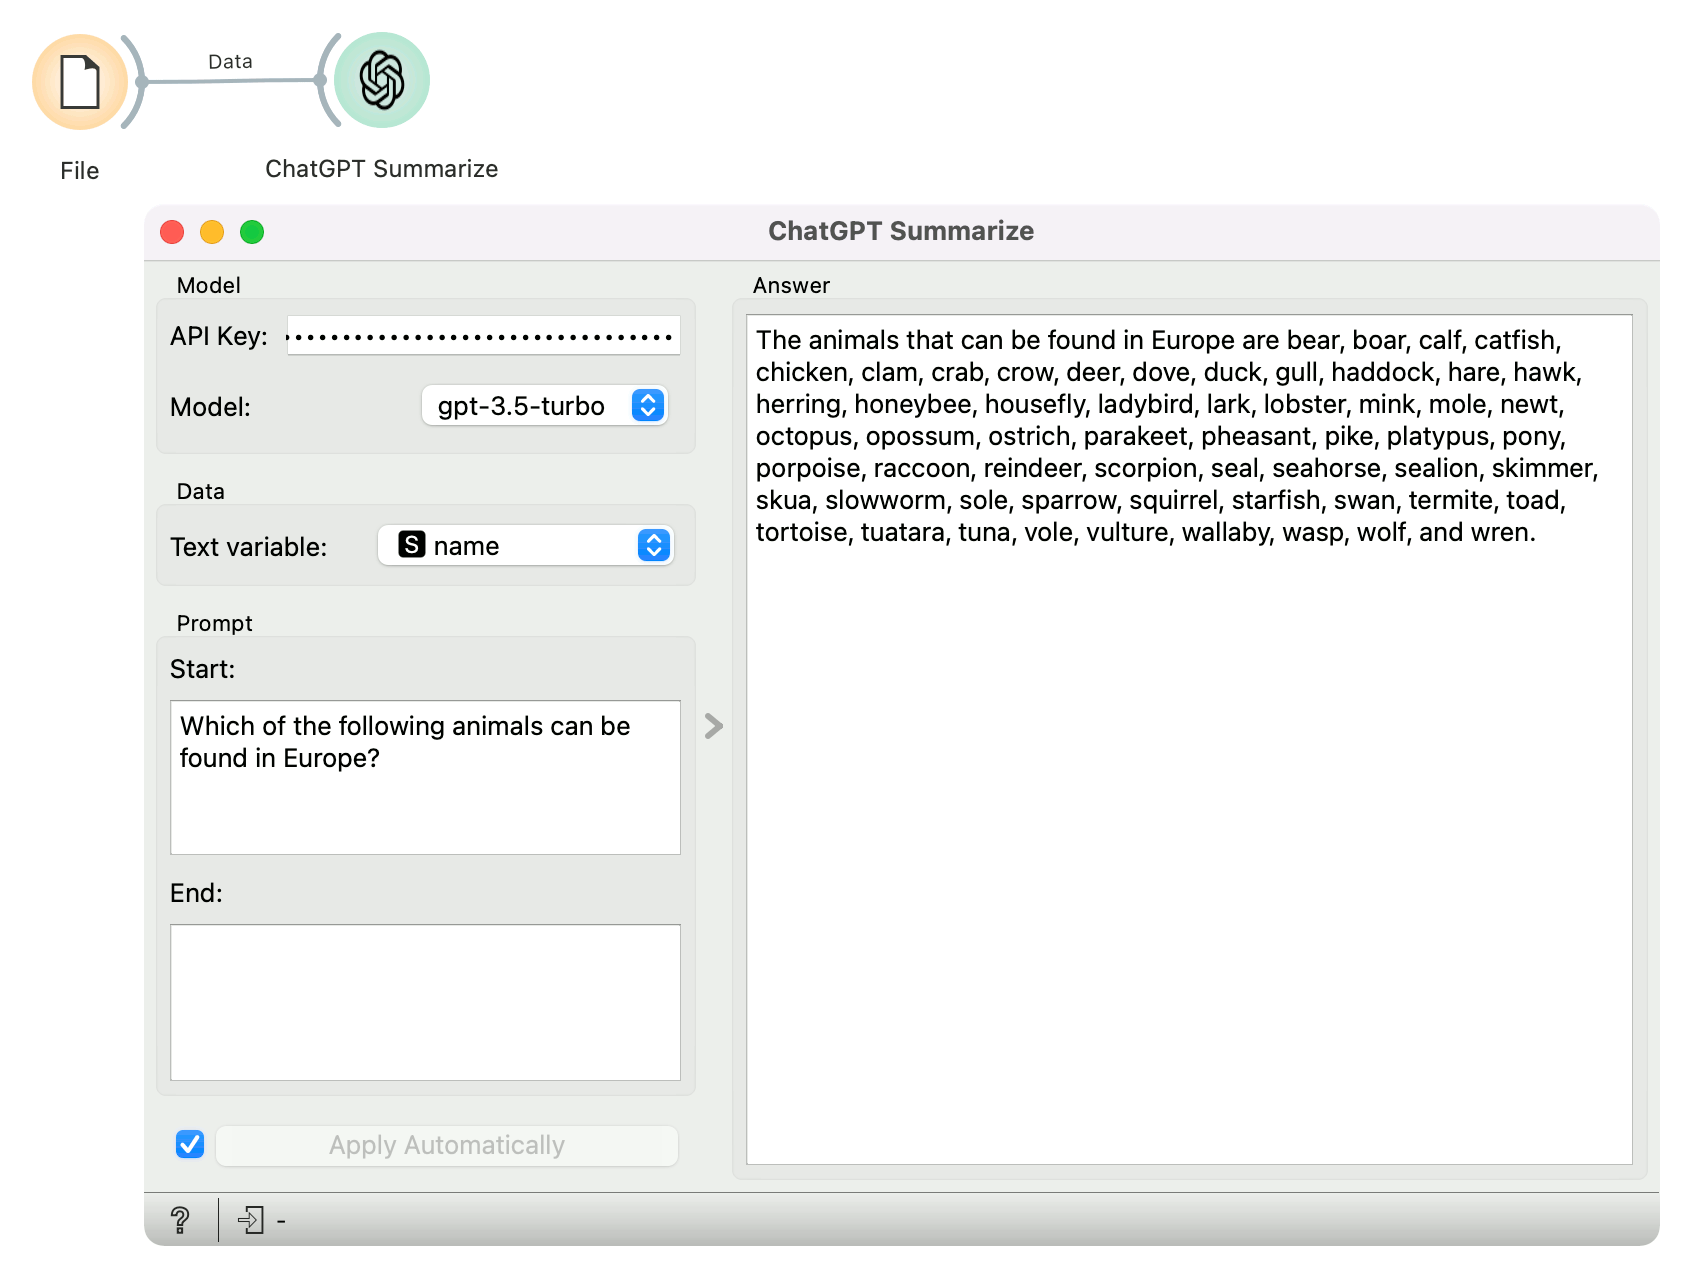 Data
File
ChatGPT Summarize
ChatGPT Summarize
Model
API Key: ••••••••••••••••••••••••••••••••••
Model: gpt-3.5-turbo
Data
Text variable: S name
Prompt
Start:
Which of the following animals can be
found in Europe?
End:
Apply Automatically
Answer
The animals that can be found in Europe are bear, boar, calf, catfish,
chicken, clam, crab, crow, deer, dove, duck, gull, haddock, hare, hawk,
herring, honeybee, housefly, ladybird, lark, lobster, mink, mole, newt,
octopus, opossum, ostrich, parakeet, pheasant, pike, platypus, pony,
porpoise, raccoon, reindeer, scorpion, seal, seahorse, sealion, skimmer,
skua, slowworm, sole, sparrow, squirrel, starfish, swan, termite, toad,
tortoise, tuatara, tuna, vole, vulture, wallaby, wasp, wolf, and wren.
? -